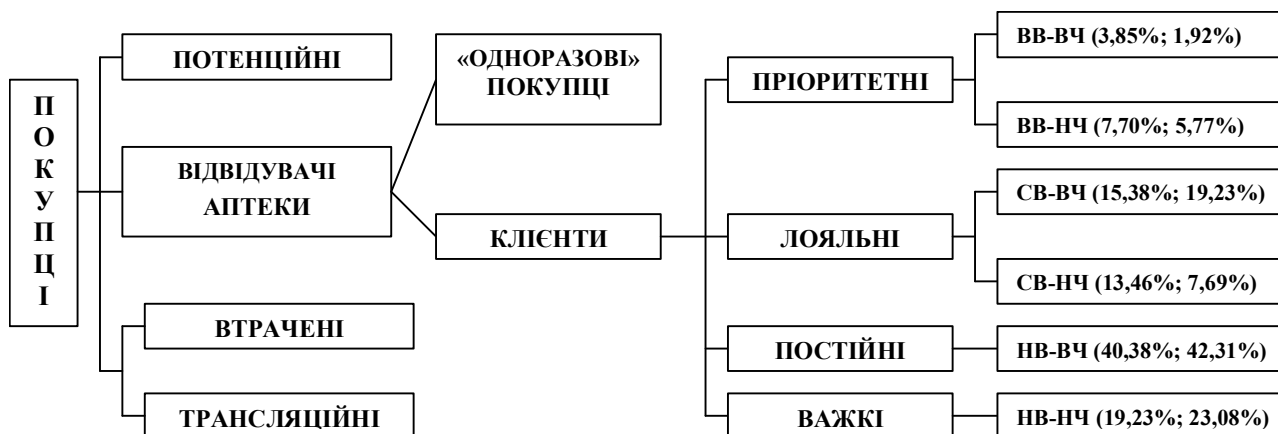 ПОКУПЦІ
ПОТЕНЦІЙНІ
ВІДВІДУВАЧІ
АПТЕКИ
ВТРАЧЕНІ
ТРАНСЛЯЦІЙНІ
«ОДНОРАЗОВІ»
ПОКУПЦІ
КЛІЄНТИ
ПРІОРИТЕТНІ
ЛОЯЛЬНІ
ПОСТІЙНІ
ВАЖКІ
ВВ-ВЧ (3,85%; 1,92%)
ВВ-НЧ (7,70%; 5,77%)
СВ-ВЧ (15,38%; 19,23%)
СВ-НЧ (13,46%; 7,69%)
НВ-ВЧ (40,38%; 42,31%)
НВ-НЧ (19,23%; 23,08%)